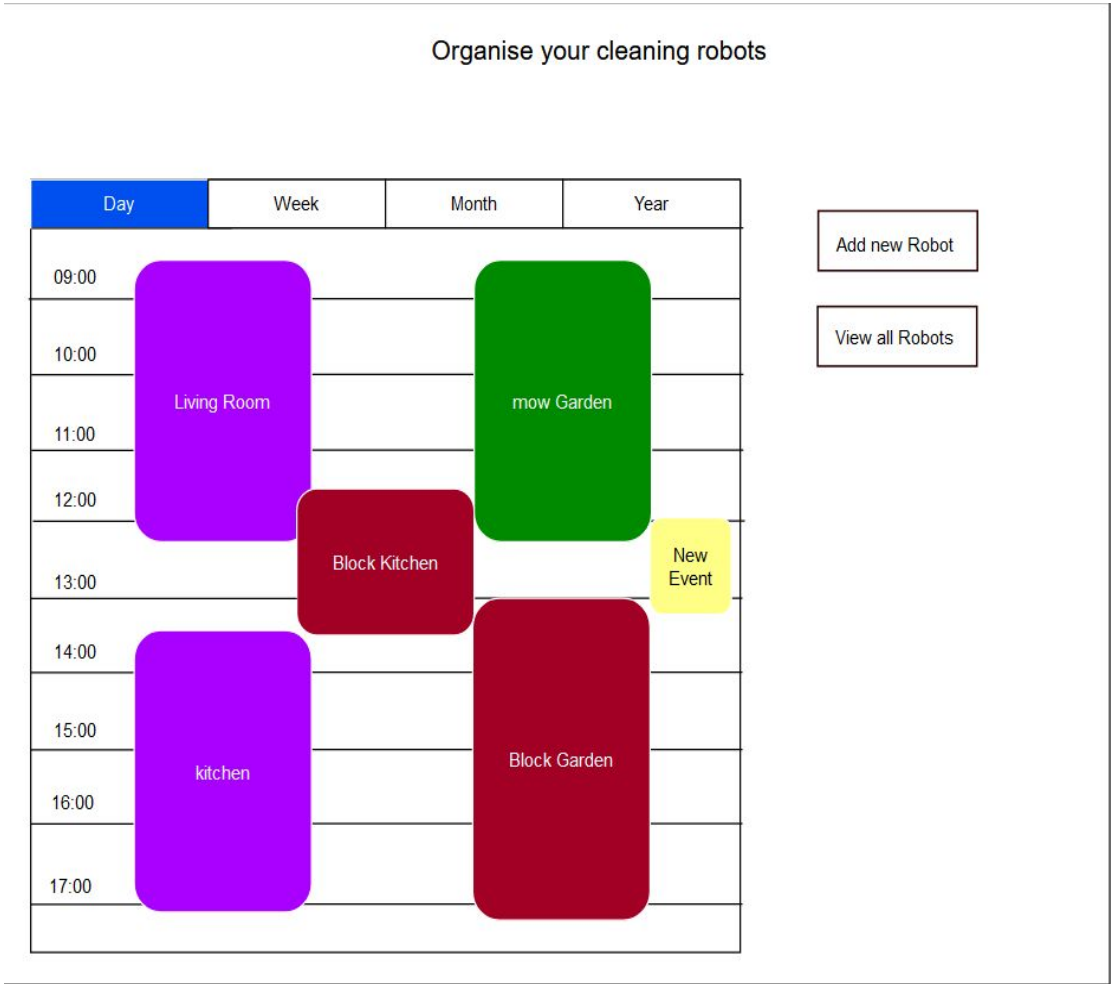 Organise your cleaning robots
Day
Week
Month
Year
Add new Robot
View all Robots
09:00
10:00
11:00
12:00
13:00
14:00
15:00
16:00
17:00
Living Room
mow Garden
Block Kitchen
New
Event
kitchen
Block Garden